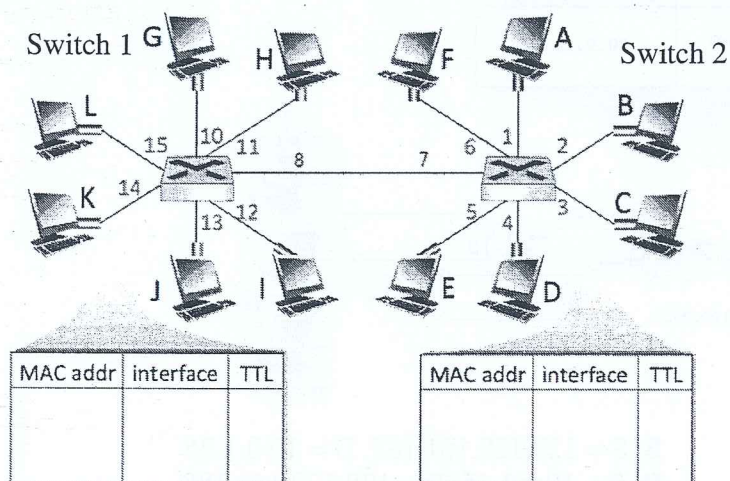 Switch 1 G H F A Switch 2
L B
15 10 11 6 1 2
8 7
K 14 C
13 12 5 4 3
J I E D
MAC addr interface TTL MAC addr interface TTL